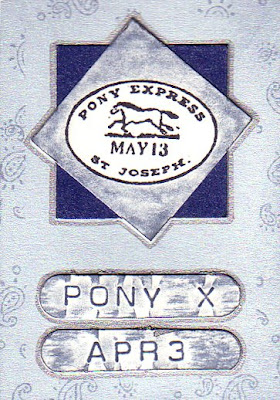 PONY EXPRESS
MAY 13
ST JOSEPH.
PONY X
APR3